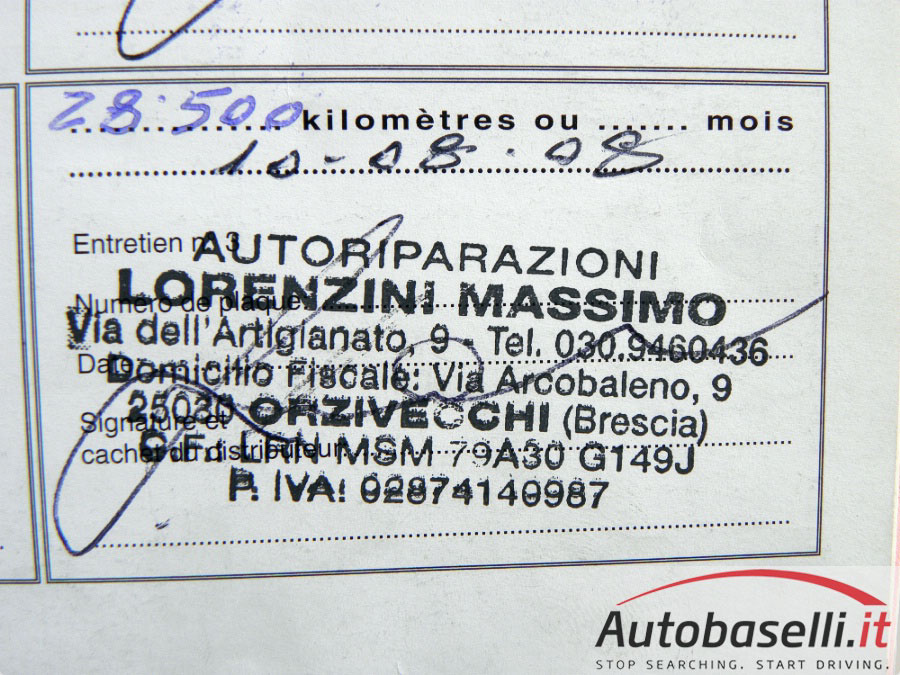 28.500 kilomètres ou ....... mois
10-08-08
Entretien n. 3
AUTORIPARAZIONI
Numéro de plaque
LORENZINI MASSIMO
Via dell'Artigianato, 9 - Tel. 030.9460436
Date
Domicilio Fiscale: Via Arcobaleno, 9
25030 ORZIVECCHI (Brescia)
Signature et
cachet du distributeur
C.F. MSM 79A30 G149J
P. IVA: 02874140987
Autobaselli.it
STOP SEARCHING. START DRIVING.